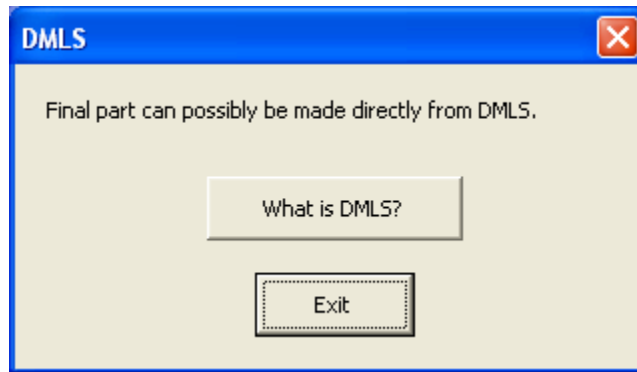 DMLS
Final part can possibly be made directly from DMLS.
What is DMLS?
Exit